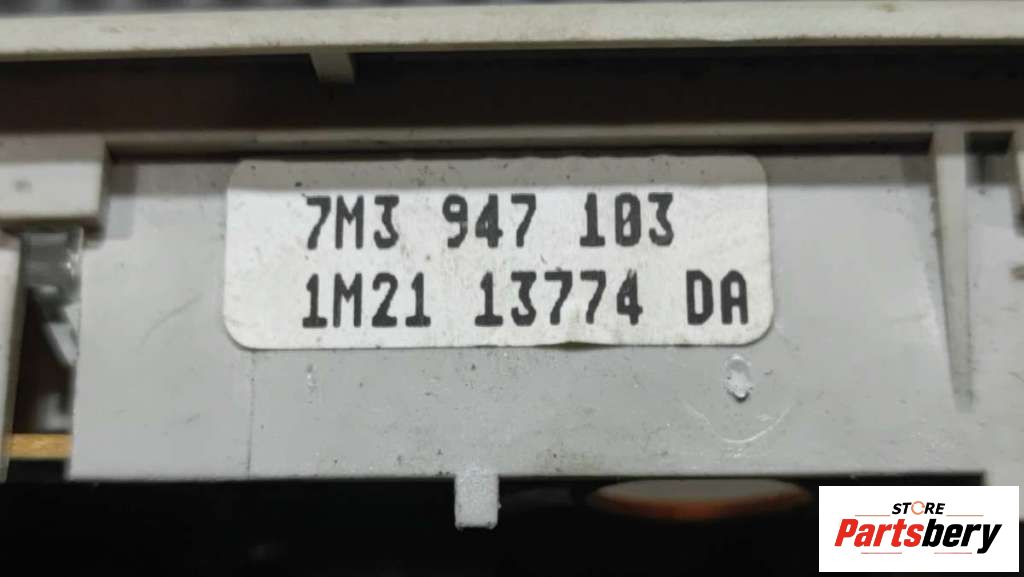 7M3 947 103
1M21 13774 DA
STORE
Partsbery